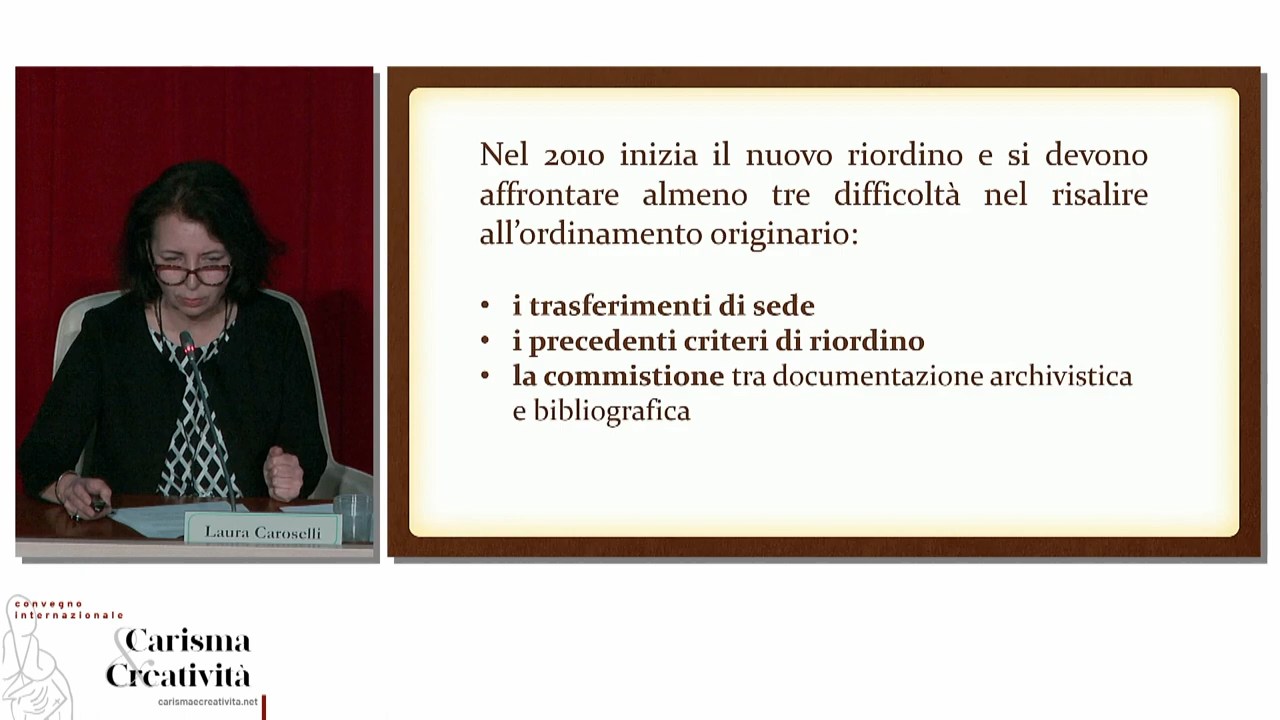 Nel 2010 inizia il nuovo riordino e si devono
affrontare almeno tre difficoltà nel risalire
all'ordinamento originario:
• i trasferimenti di sede
• i precedenti criteri di riordino
• la commistione tra documentazione archivistica
e bibliografica
Laura Caroselli
convegno
internazionale
Carisma
&
Creatività
carismaecreativita.net